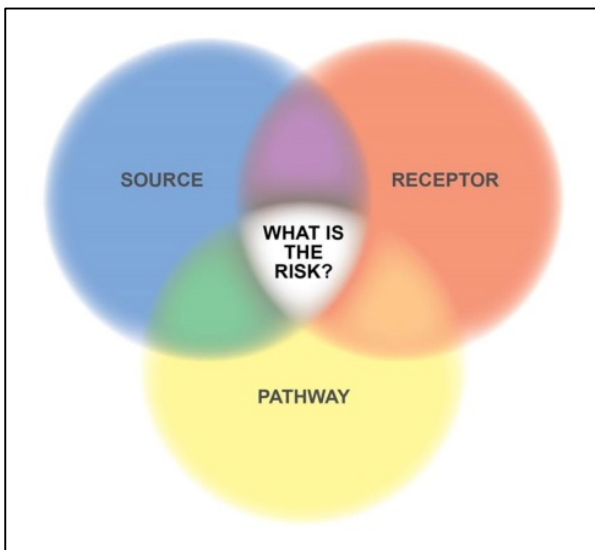 SOURCE
RECEPTOR
WHAT IS
THE
RISK?
PATHWAY